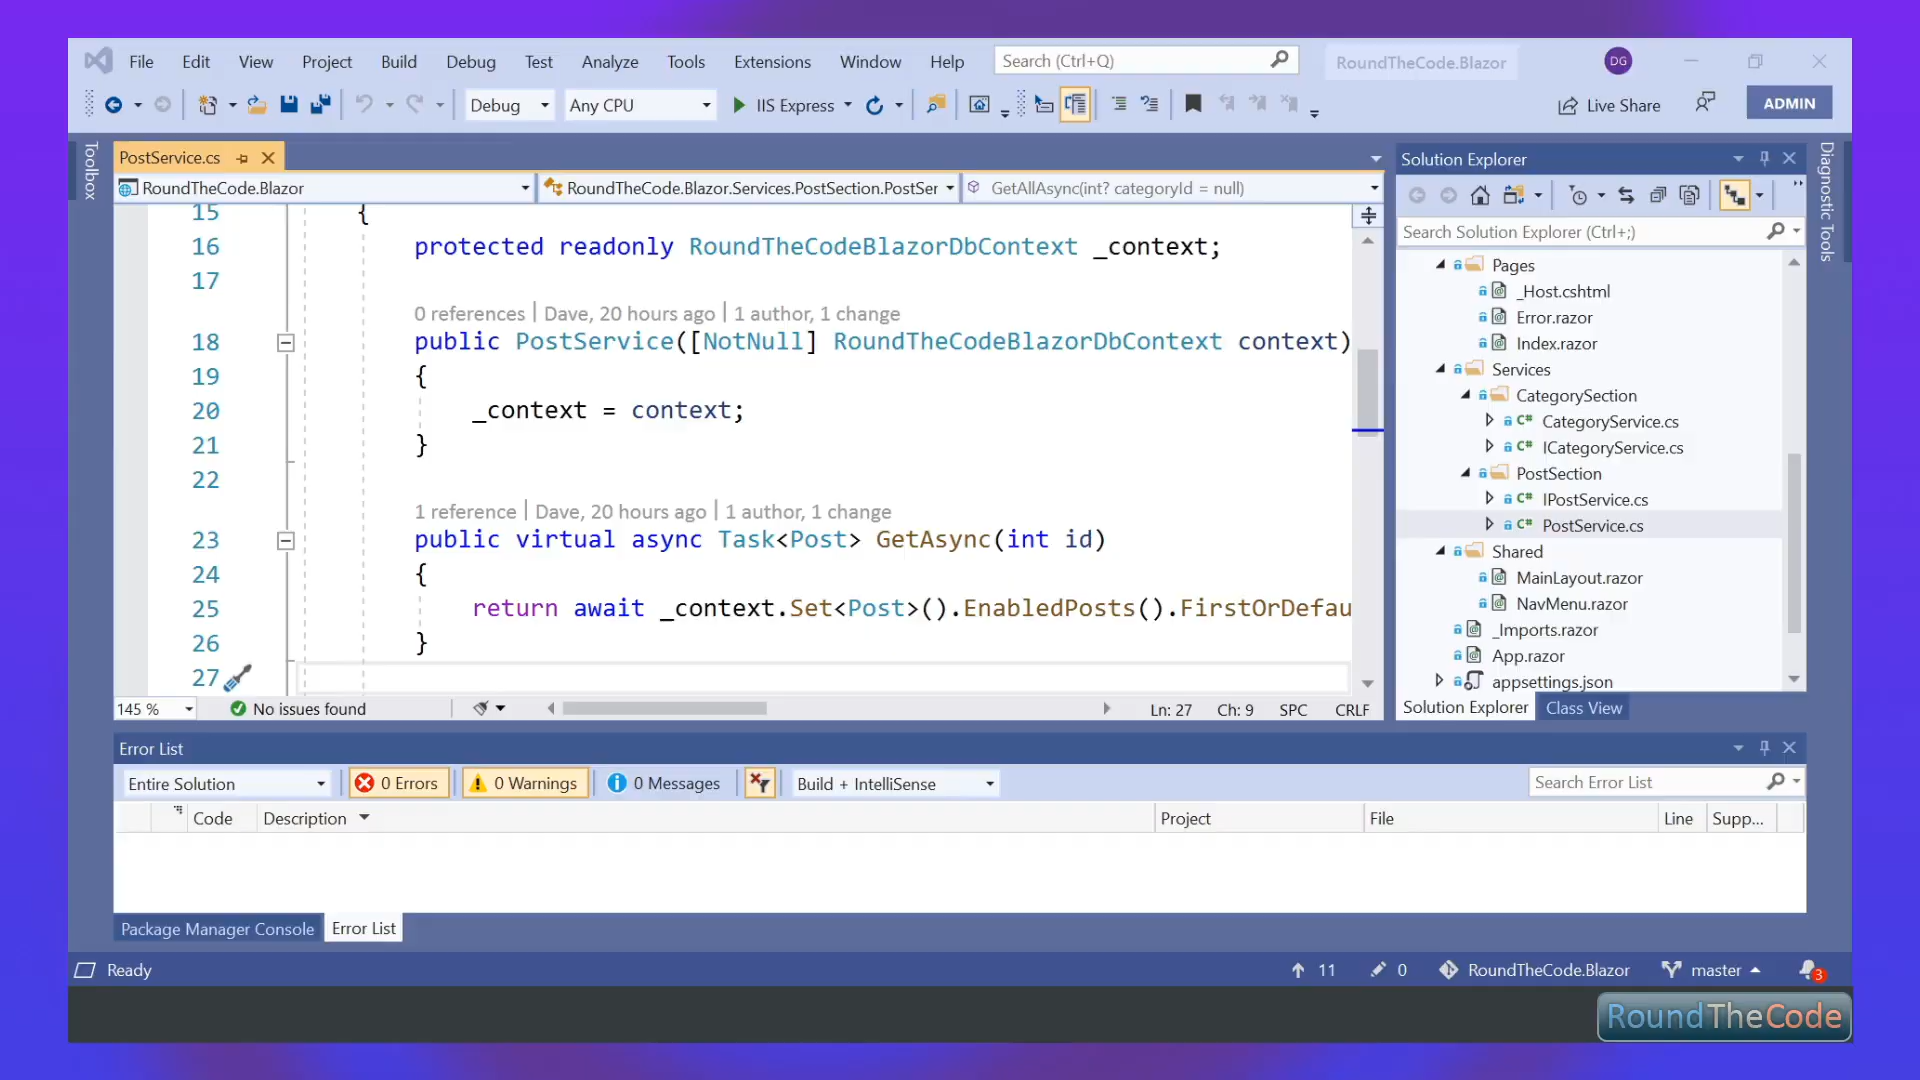 File Edit View Project Build Debug Test Analyze Tools Extensions Window Help Search (Ctrl+Q) RoundTheCode.Blazor DG
Debug Any CPU IIS Express Live Share ADMIN
Toolbox
PostService.cs
RoundTheCode.Blazor RoundTheCode.Blazor.Services.PostSection.PostSer GetAllAsync(int? categoryId = null)
15 {
16 protected readonly RoundTheCodeBlazorDbContext _context;
17
0 references | Dave, 20 hours ago | 1 author, 1 change
18 public PostService([NotNull] RoundTheCodeBlazorDbContext context)
19 {
20 _context = context;
21 }
22
1 reference | Dave, 20 hours ago | 1 author, 1 change
23 public virtual async Task<Post> GetAsync(int id)
24 {
25 return await _context.Set<Post>().EnabledPosts().FirstOrDefau
26 }
27
145 % No issues found Ln: 27 Ch: 9 SPC CRLF
Solution Explorer
Search Solution Explorer (Ctrl+;)
Pages
_Host.cshtml
Error.razor
Index.razor
Services
CategorySection
C# CategoryService.cs
C# ICategoryService.cs
PostSection
C# IPostService.cs
C# PostService.cs
Shared
MainLayout.razor
NavMenu.razor
_Imports.razor
App.razor
appsettings.json
Solution Explorer Class View
Diagnostic Tools
Error List
Entire Solution 0 Errors 0 Warnings 0 Messages Build + IntelliSense Search Error List
Code Description Project File Line Supp...
Package Manager Console Error List
Ready 11 0 RoundTheCode.Blazor master 3
RoundTheCode